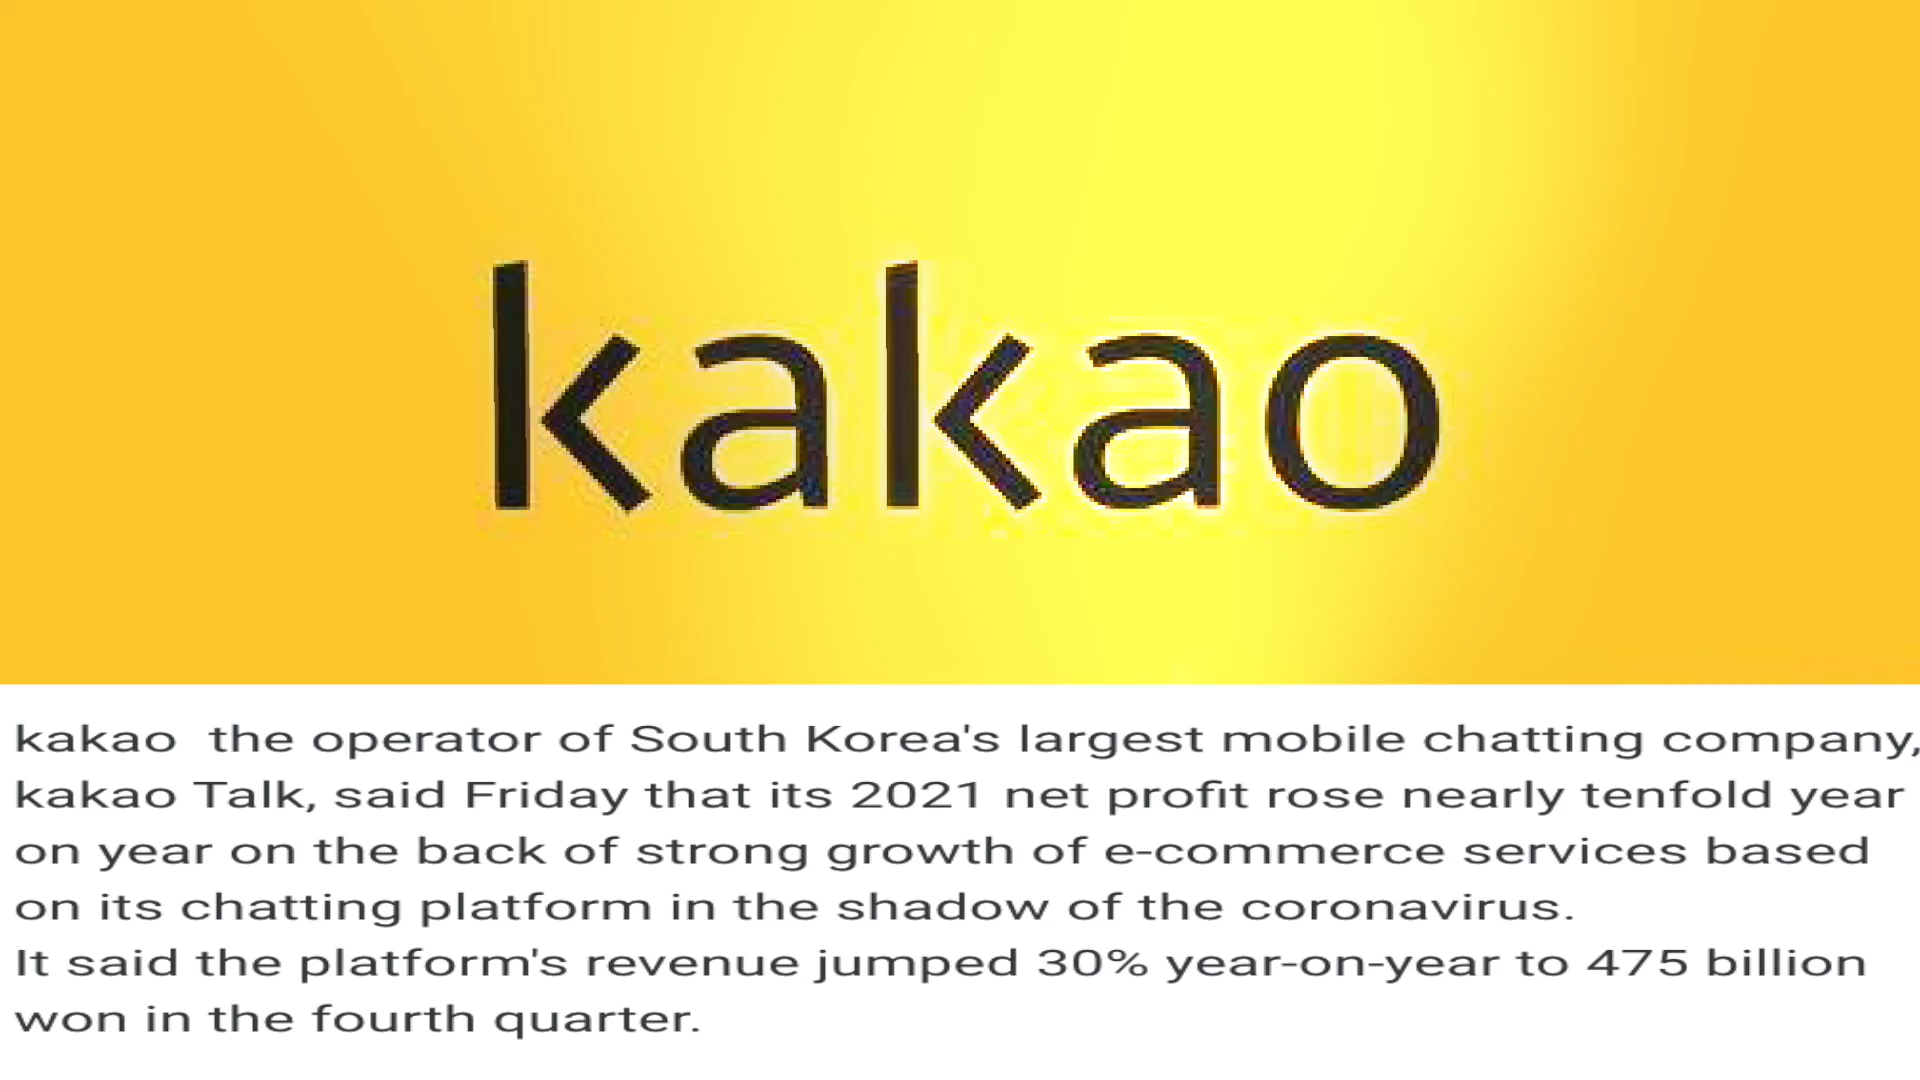 kakao
kakao the operator of South Korea's largest mobile chatting company,
kakao Talk, said Friday that its 2021 net profit rose nearly tenfold year
on year on the back of strong growth of e-commerce services based
on its chatting platform in the shadow of the coronavirus.
It said the platform's revenue jumped 30% year-on-year to 475 billion
won in the fourth quarter.